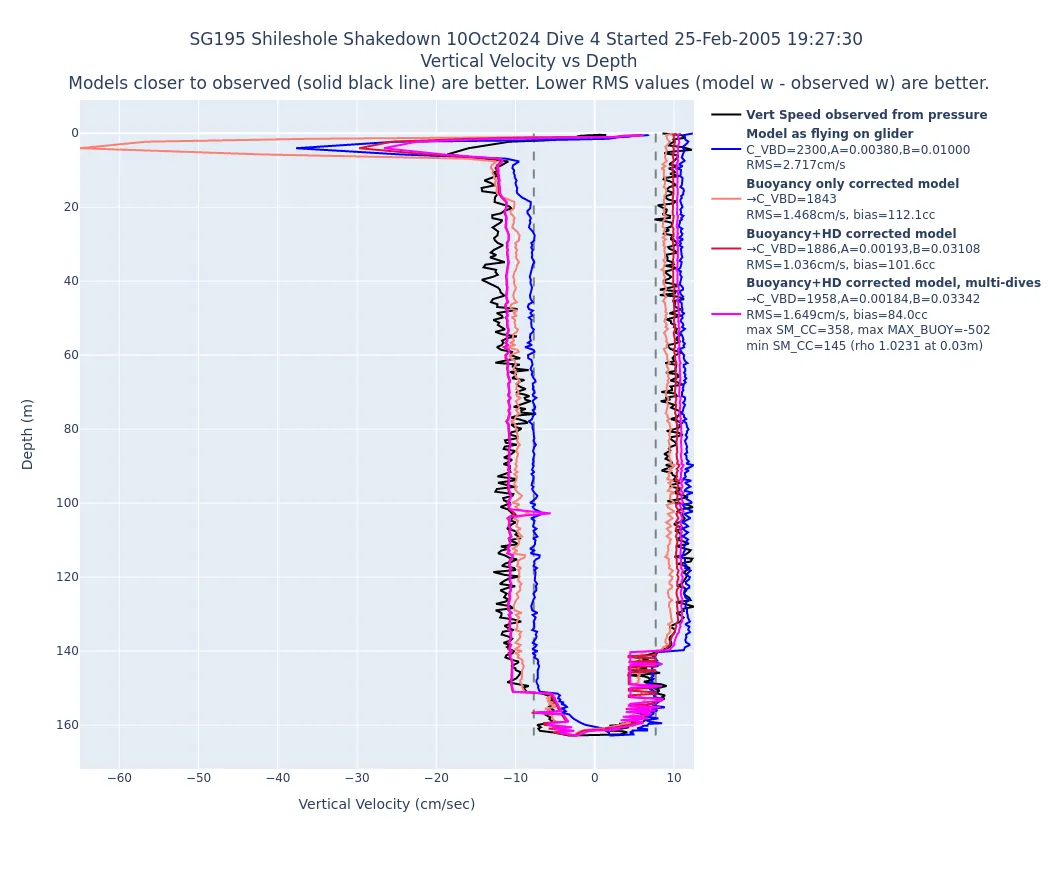 SG195 Shileshole Shakedown 10Oct2024 Dive 4 Started 25-Feb-2005 19:27:30
Vertical Velocity vs Depth
Models closer to observed (solid black line) are better. Lower RMS values (model w - observed w) are better.
Vert Speed observed from pressure
Model as flying on glider
C_VBD=2300,A=0.00380,B=0.01000
RMS=2.717cm/s
Buoyancy only corrected model
→C_VBD=1843
RMS=1.468cm/s, bias=112.1cc
Buoyancy+HD corrected model
→C_VBD=1886,A=0.00193,B=0.03108
RMS=1.036cm/s, bias=101.6cc
Buoyancy+HD corrected model, multi-dives
→C_VBD=1958,A=0.00184,B=0.03342
RMS=1.649cm/s, bias=84.0cc
max SM_CC=358, max MAX_BUOY=-502
min SM_CC=145 (rho 1.0231 at 0.03m)
Depth (m)
0
20
40
60
80
100
120
140
160
−60
−50
−40
−30
−20
−10
0
10
Vertical Velocity (cm/sec)